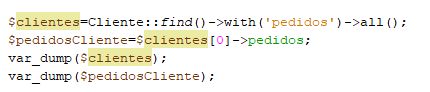 $clientes=Cliente::find()->with('pedidos')->all();
$pedidosCliente=$clientes[0]->pedidos;
var_dump($clientes);
var_dump($pedidosCliente);